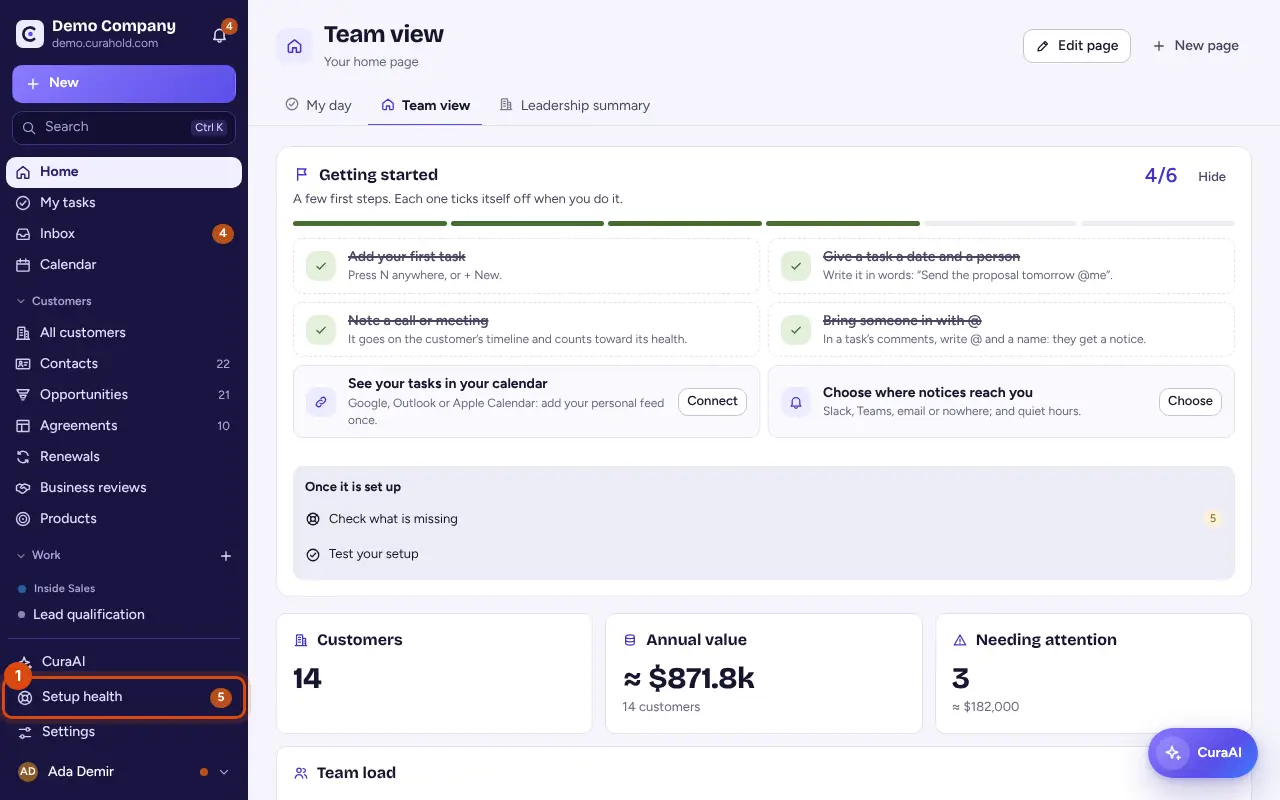 Demo Company
demo.curahold.com
4
New
Search
Ctrl K
Home
My tasks
Inbox
4
Calendar
Customers
All customers
Contacts
22
Opportunities
21
Agreements
10
Renewals
Business reviews
Products
Work
Inside Sales
Lead qualification
CuraAI
1
Setup health
5
Settings
AD
Ada Demir
Team view
Your home page
Edit page
New page
My day
Team view
Leadership summary
Getting started
4/6
Hide
A few first steps. Each one ticks itself off when you do it.
Add your first task
Press N anywhere, or + New.
Give a task a date and a person
Write it in words: “Send the proposal tomorrow @me”.
Note a call or meeting
It goes on the customer’s timeline and counts toward its health.
Bring someone in with @
In a task’s comments, write @ and a name: they get a notice.
See your tasks in your calendar
Google, Outlook or Apple Calendar: add your personal feed
once.
Connect
Choose where notices reach you
Slack, Teams, email or nowhere; and quiet hours.
Choose
Once it is set up
Check what is missing
5
Test your setup
Customers
14
Annual value
≈ $871.8k
14 customers
Needing attention
3
≈ $182,000
Team load
CuraAI